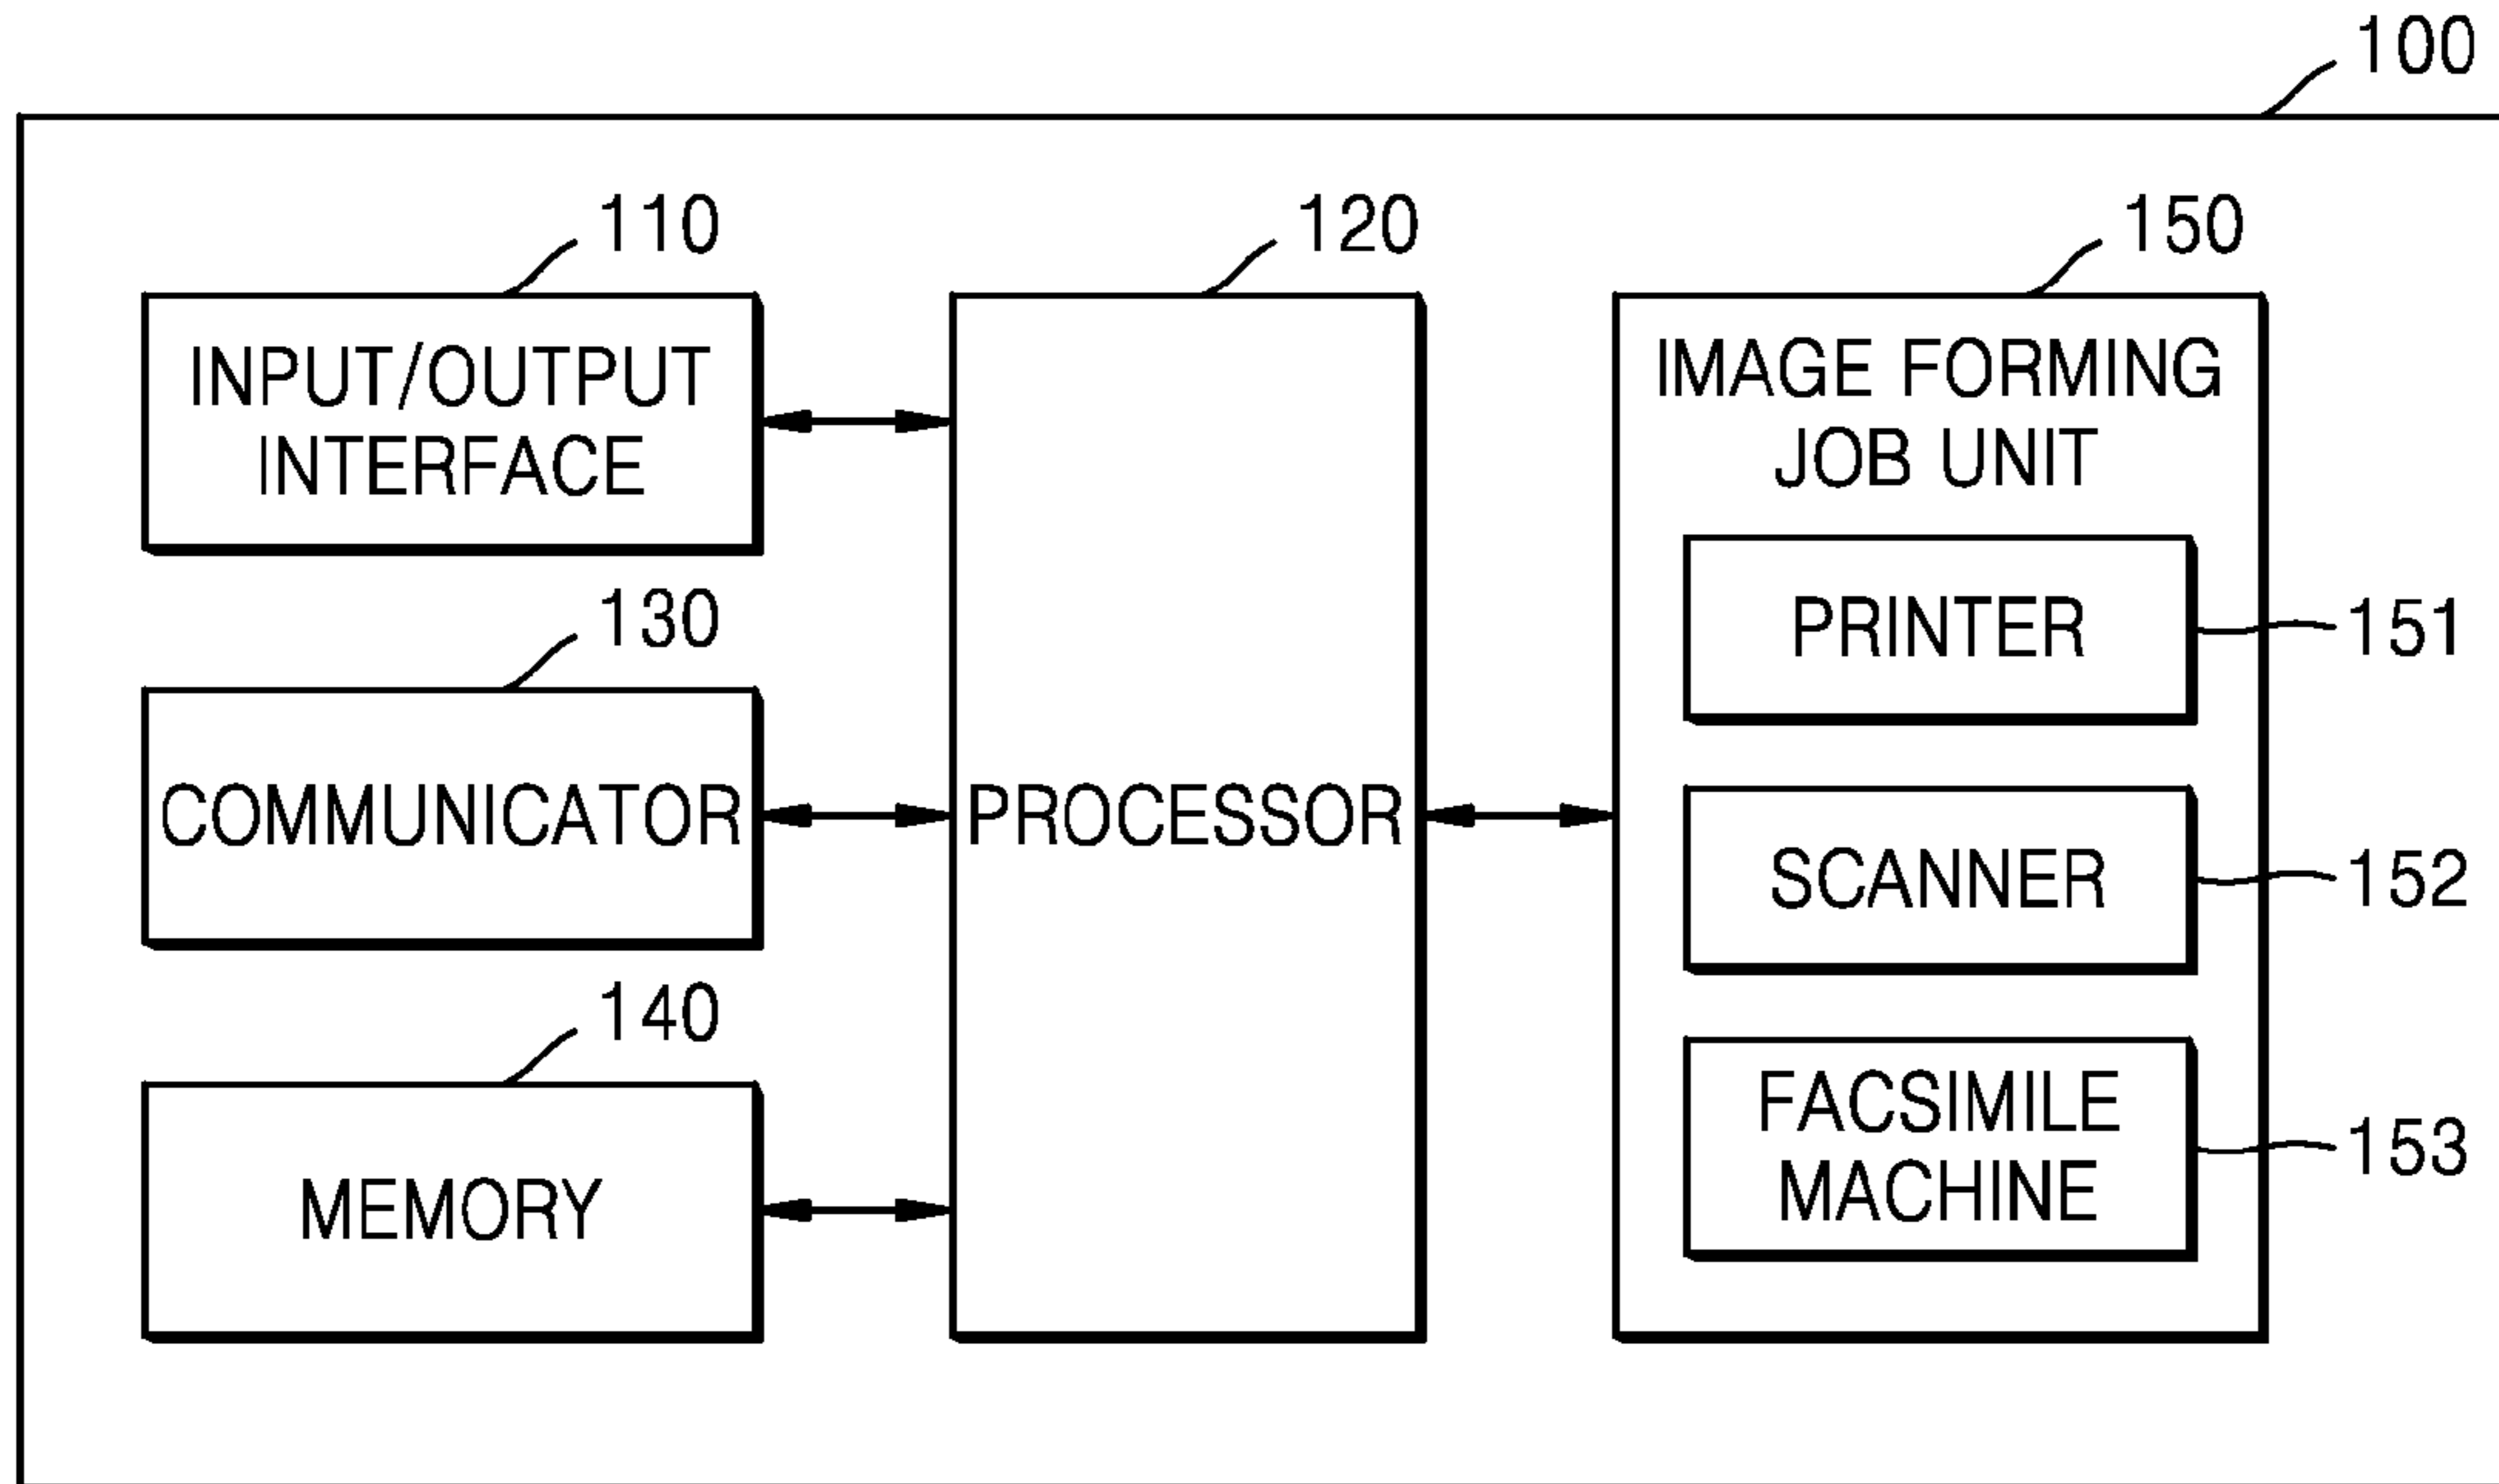 100
110
120
150
INPUT/OUTPUT
INTERFACE
IMAGE FORMING
JOB UNIT
130
PRINTER
151
COMMUNICATOR
PROCESSOR
SCANNER
152
140
MEMORY
FACSIMILE
MACHINE
153